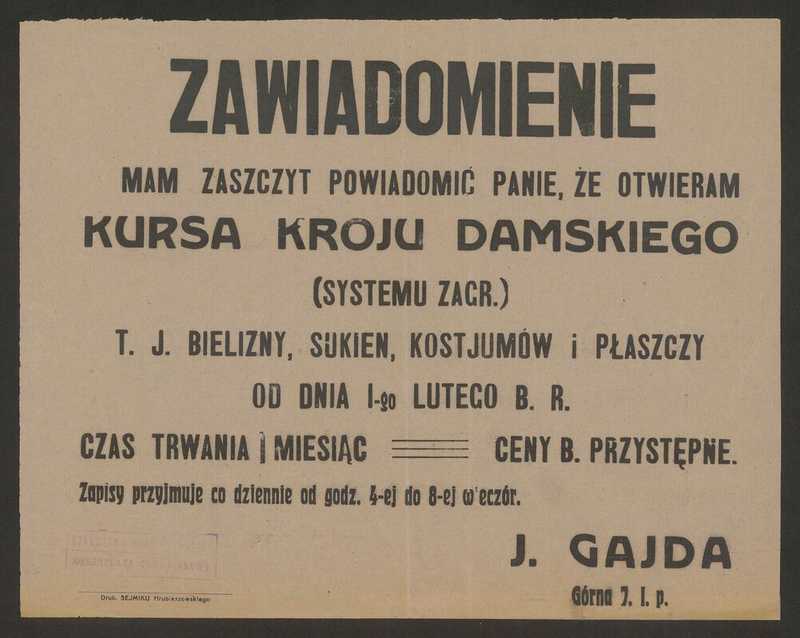 ZAWIADOMIENIE
MAM ZASZCZYT POWIADOMIĆ PANIE, ŻE OTWIERAM
KURSA KROJU DAMSKIEGO
(SYSTEMU ZAGR.)
T. J. BIELIZNY, SUKIEN, KOSTJUMÓW i PŁASZCZY
OD DNIA 1-go LUTEGO B. R.
CZAS TRWANIA 1 MIESIĄC CENY B. PRZYSTĘPNE.
Zapisy przyjmuje co dziennie od godz. 4-ej do 8-ej w'eczór.
J. GAJDA
Górna 7. I. p.
Druk. SEJMIKU Hrubieszowskiego